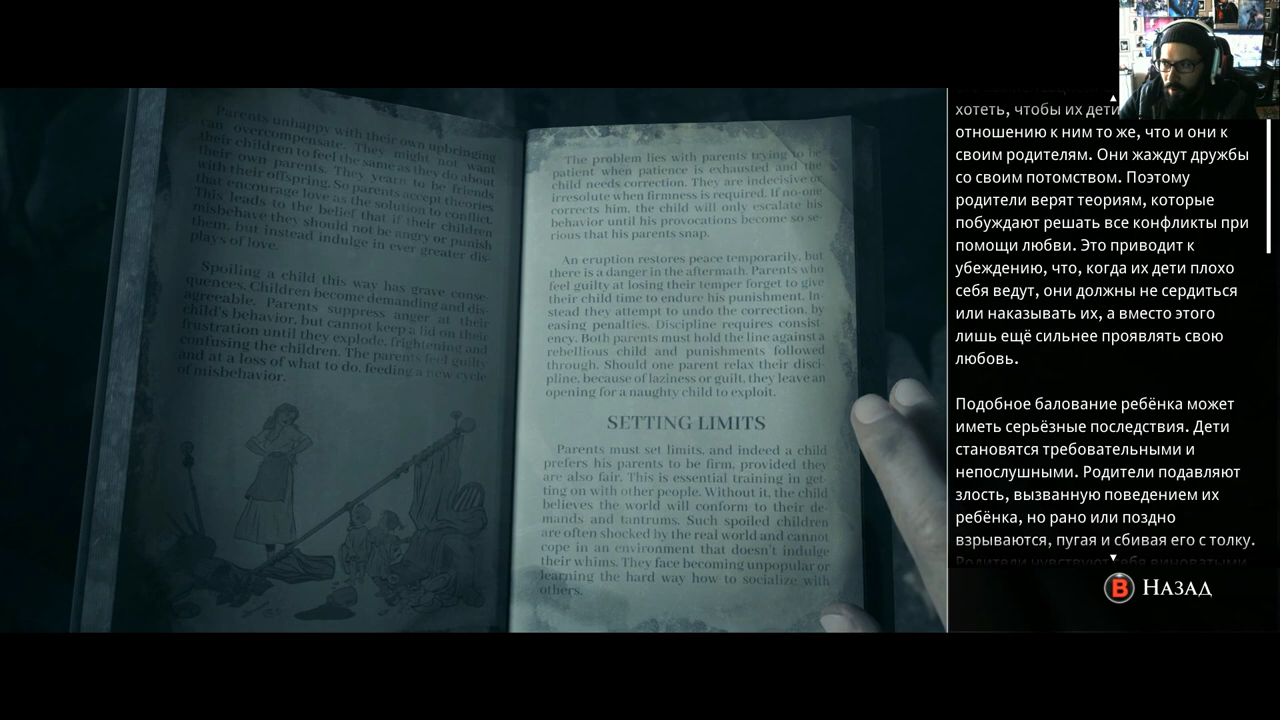 Parents unhappy with their own upbringing
can overcompensate. They might not want
their children to feel the same as they do about
their own parents. They yearn to be friends
with their offspring. So parents accept theories
that encourage love as the solution to conflict.
This leads to the belief that if their children
misbehave they should not be angry or punish
them, but instead indulge in ever greater dis-
plays of love.
Spoiling a child this way has grave conse-
quences. Children become demanding and dis-
agreeable. Parents suppress anger at their
child's behavior, but cannot keep a lid on their
frustration until they explode, frightening and
confusing the children. The parents feel guilty
and at a loss of what to do, feeding a new cycle
of misbehavior.
The problem lies with parents trying to be
patient when patience is exhausted and the
child needs correction. They are indecisive or
irresolute when firmness is required. If no-one
corrects him, the child will only escalate his
behavior until his provocations become so se-
rious that his parents snap.
An eruption restores peace temporarily, but
there is a danger in the aftermath. Parents who
feel guilty at losing their temper forget to give
their child time to endure his punishment. In-
stead they attempt to undo the correction, by
easing penalties. Discipline requires consist-
ency. Both parents must hold the line against a
rebellious child and punishments followed
through. Should one parent relax their disci-
pline, because of laziness or guilt, they leave an
opening for a naughty child to exploit.
SETTING LIMITS
Parents must set limits, and indeed a child
prefers his parents to be firm, provided they
are also fair. This is essential training in get-
ting on with other people. Without it, the child
believes the world will conform to their de-
mands and tantrums. Such spoiled children
are often shocked by the real world and cannot
cope in an environment that doesn't indulge
their whims. They face becoming unpopular or
learning the hard way how to socialize with
others.
хотеть, чтобы их дети
отношению к ним то же, что и они к
своим родителям. Они жаждут дружбы
со своим потомством. Поэтому
родители верят теориям, которые
побуждают решать все конфликты при
помощи любви. Это приводит к
убеждению, что, когда их дети плохо
себя ведут, они должны не сердиться
или наказывать их, а вместо этого
лишь ещё сильнее проявлять свою
любовь.
Подобное балование ребёнка может
иметь серьёзные последствия. Дети
становятся требовательными и
непослушными. Родители подавляют
злость, вызванную поведением их
ребёнка, но рано или поздно
взрываются, пугая и сбивая его с толку.
Родители чувствуют себя виноватыми
B НАЗАД